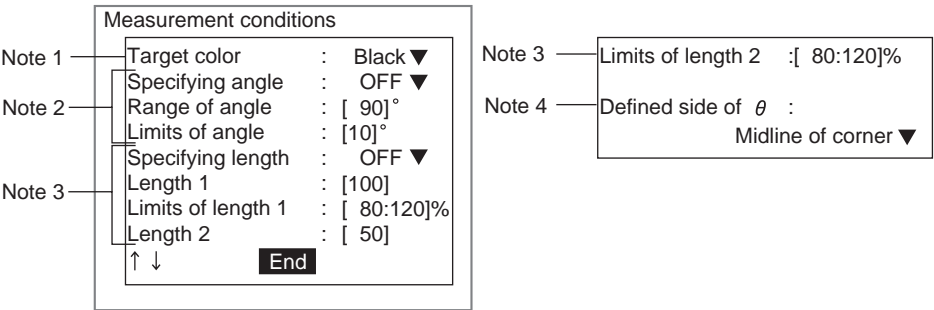 Measurement conditions
Note 1
Target color : Black ▼
Specifying angle : OFF ▼
Note 2
Range of angle : [ 90]°
Limits of angle : [10]°
Specifying length : OFF ▼
Note 3
Length 1 : [100]
Limits of length 1 : [ 80:120]%
Length 2 : [ 50]
↑ ↓ End
Note 3
Limits of length 2 :[ 80:120]%
Note 4
Defined side of θ :
Midline of corner ▼